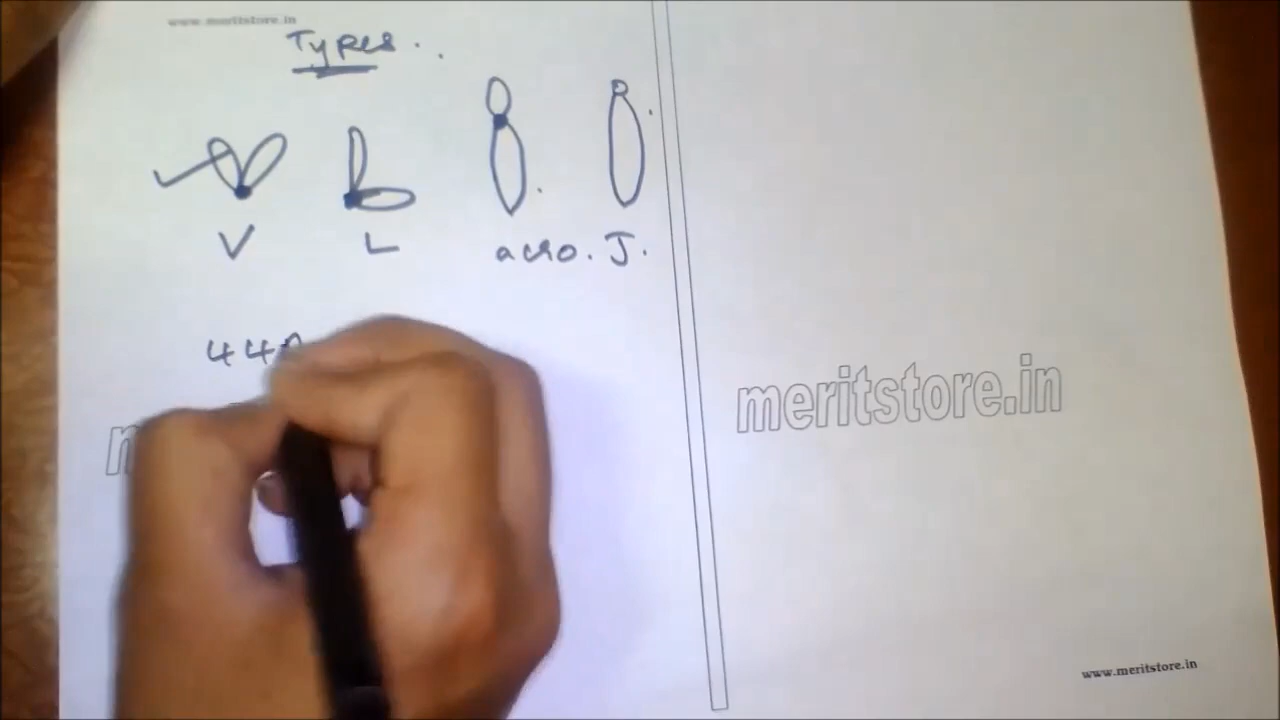 www.meritstore.in
Types..
V L acro. J.
meritstore.in
www.meritstore.in